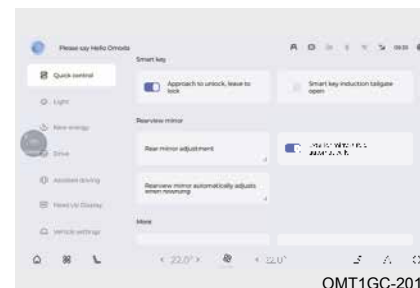 Please say Hello Omoda
09:30
Smart key
Quick control
Approach to unlock, leave to
lock
Smart key induction tailgate
open
Light
Rearview mirror
New energy
Rear mirror adjustment
Drive
Assisted driving
Rearview mirror automatically adjusts
when reversing
Head Up Display
More
Vehicle settings
22.0°
22.0°
OMT1GC-201